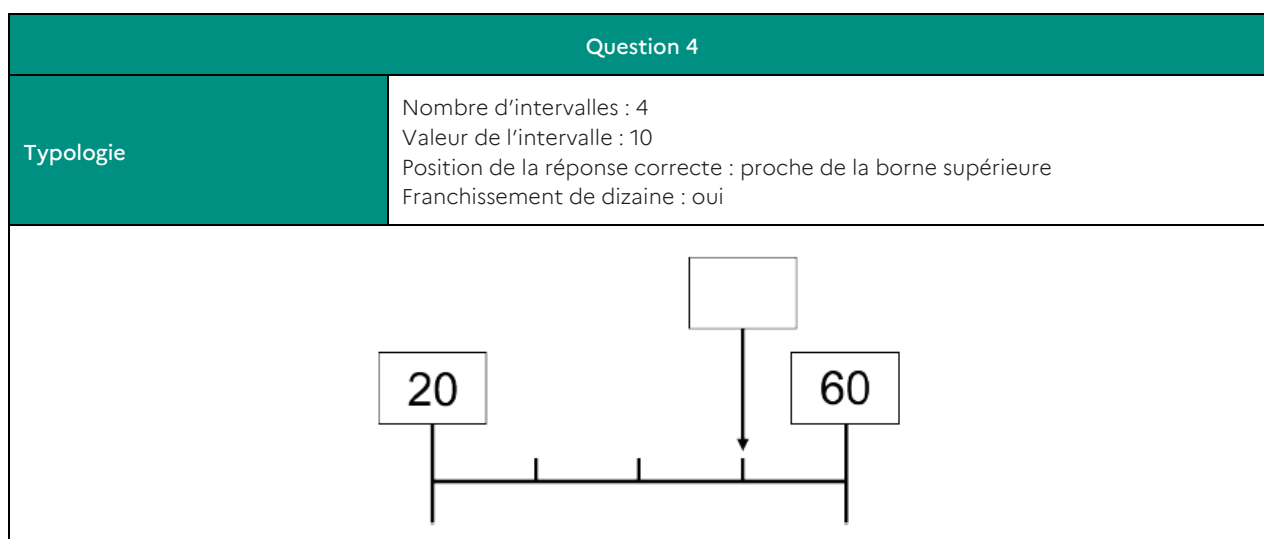 Question 4
Typologie
Nombre d’intervalles : 4
Valeur de l’intervalle : 10
Position de la réponse correcte : proche de la borne supérieure
Franchissement de dizaine : oui
20
60